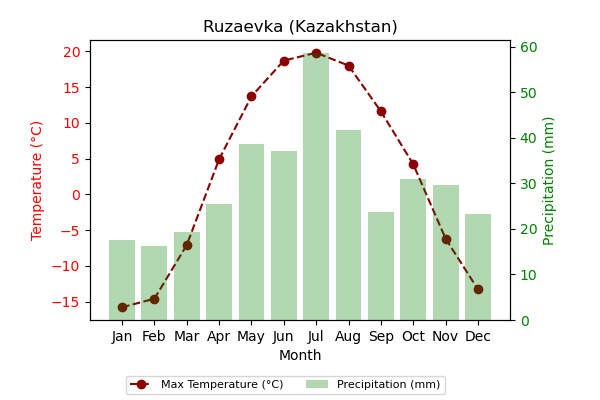 Ruzaevka (Kazakhstan)
Temperature (°C)
20
15
10
5
0
−5
−10
−15
60
50
40
30
20
10
0
Precipitation (mm)
Jan Feb Mar Apr May Jun Jul Aug Sep Oct Nov Dec
Month
Max Temperature (°C) Precipitation (mm)